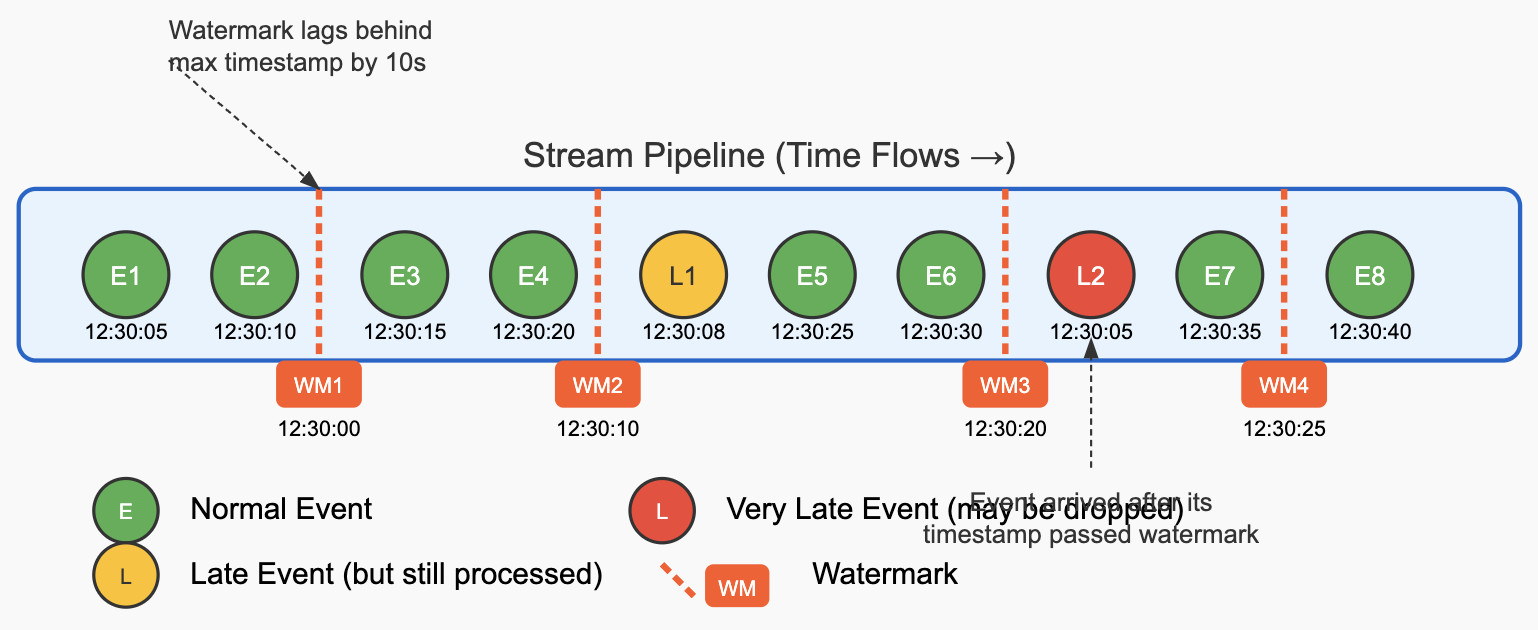 Watermark lags behind
max timestamp by 10s
Stream Pipeline (Time Flows →)
E1 E2 E3 E4 L1 E5 E6 L2 E7 E8
12:30:05 12:30:10 12:30:15 12:30:20 12:30:08 12:30:25 12:30:30 12:30:05 12:30:35 12:30:40
WM1 WM2 WM3 WM4
12:30:00 12:30:10 12:30:20 12:30:25
E Normal Event
L Very Late Event (may be dropped)
Event arrived after its
timestamp passed watermark
L Late Event (but still processed)
WM Watermark